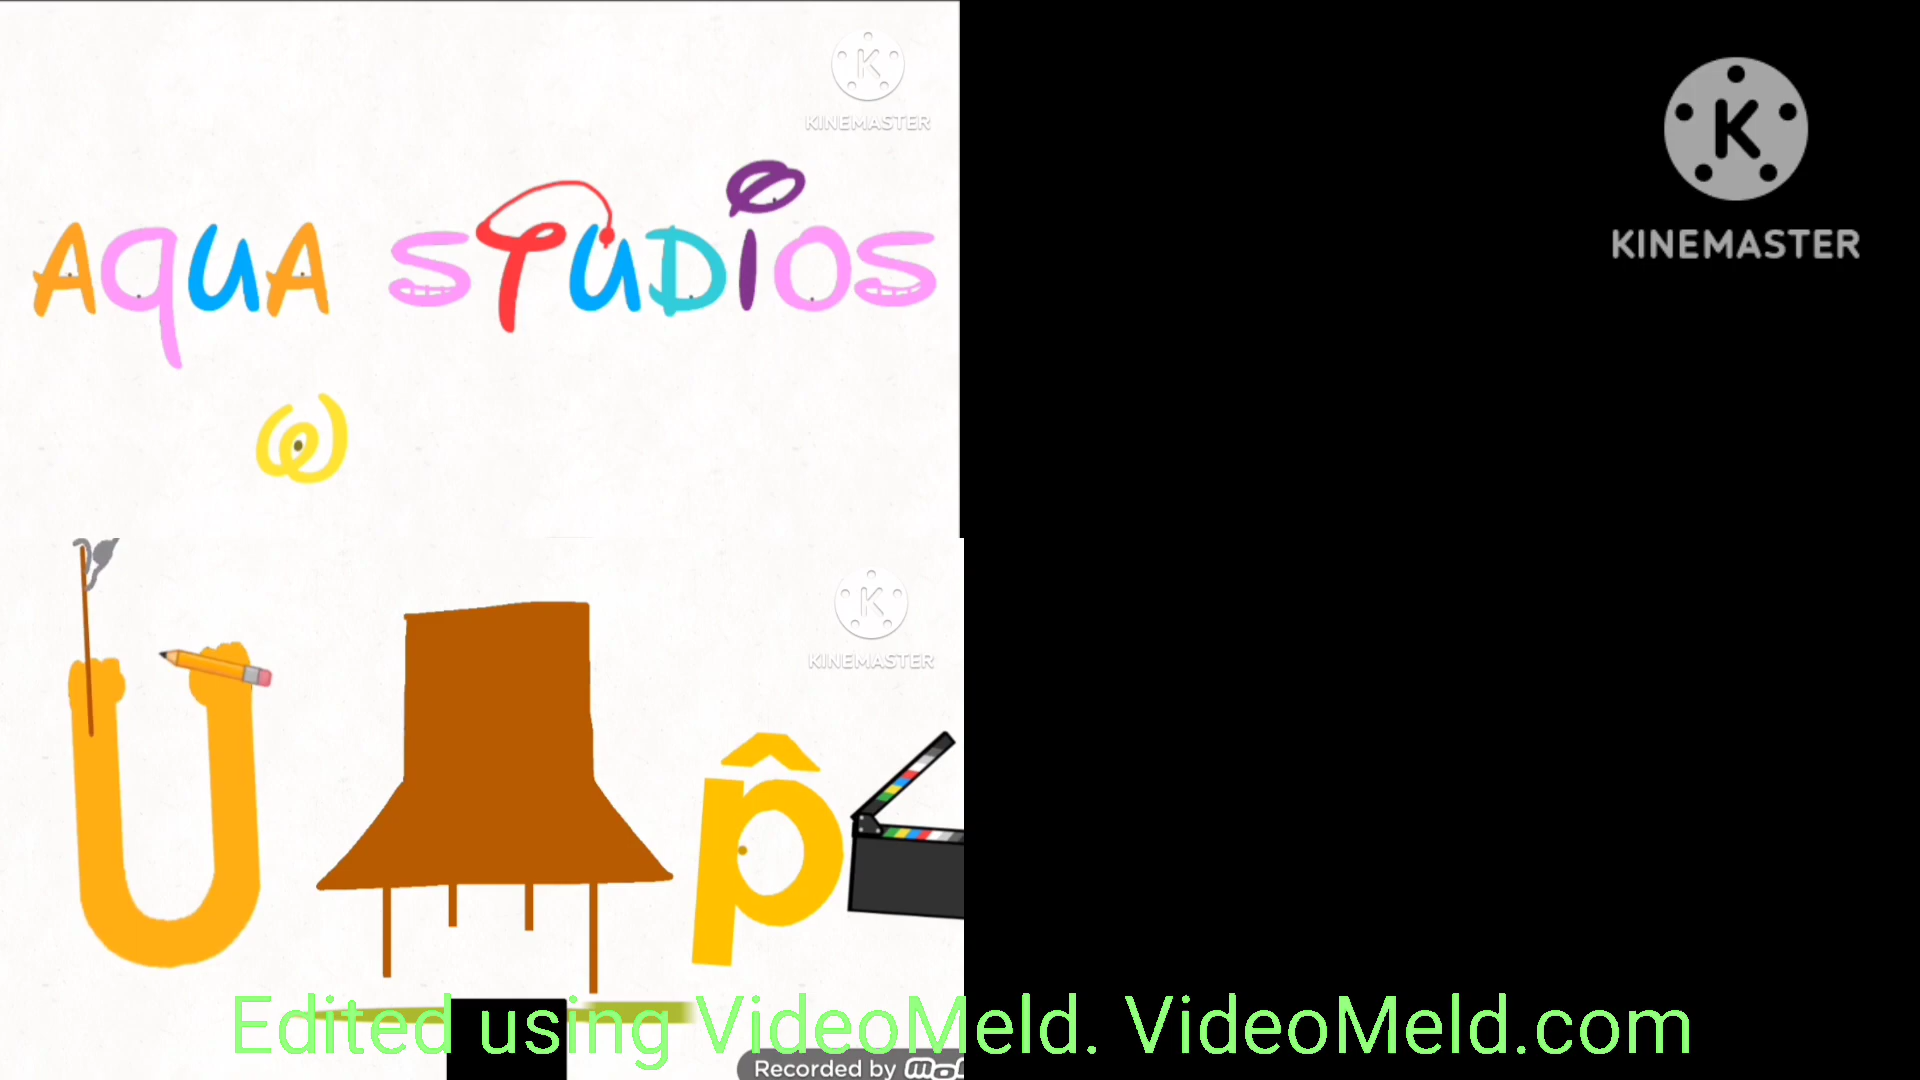 K
KINEMASTER
K
KINEMASTER
AQUA STUDIOS
K
KINEMASTER
U
p̂
Edited using VideoMeld. VideoMeld.com
Recorded by